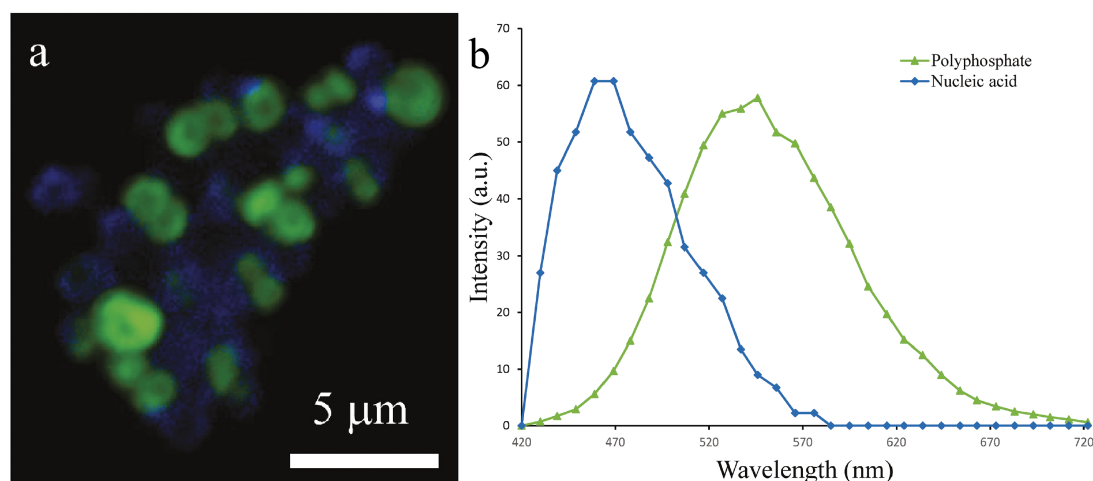 a
5 μm
b
70
60
50
40
30
20
10
0
420
470
520
570
620
670
720
Intensity (a.u.)
Wavelength (nm)
Polyphosphate
Nucleic acid